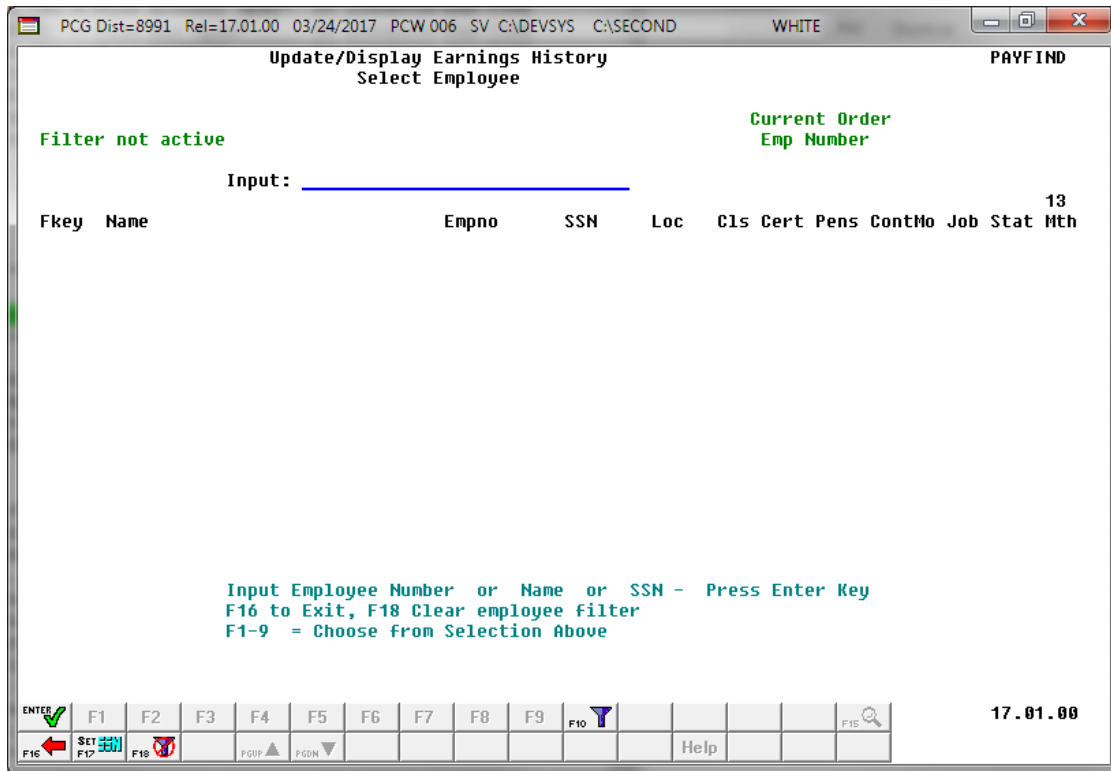 PCG Dist=8991 Rel=17.01.00 03/24/2017 PCW 006 SV C:\DEVSYS C:\SECOND WHITE
Update/Display Earnings History PAYFIND
Select Employee
Current Order
Filter not active Emp Number
Input:
13
Fkey Name Empno SSN Loc Cls Cert Pens ContMo Job Stat Mth
Input Employee Number or Name or SSN - Press Enter Key
F16 to Exit, F18 Clear employee filter
F1-9 = Choose from Selection Above
ENTER F1 F2 F3 F4 F5 F6 F7 F8 F9 F10 F15 17.01.00
F16 SET F17 F18 PGUP PGDN Help